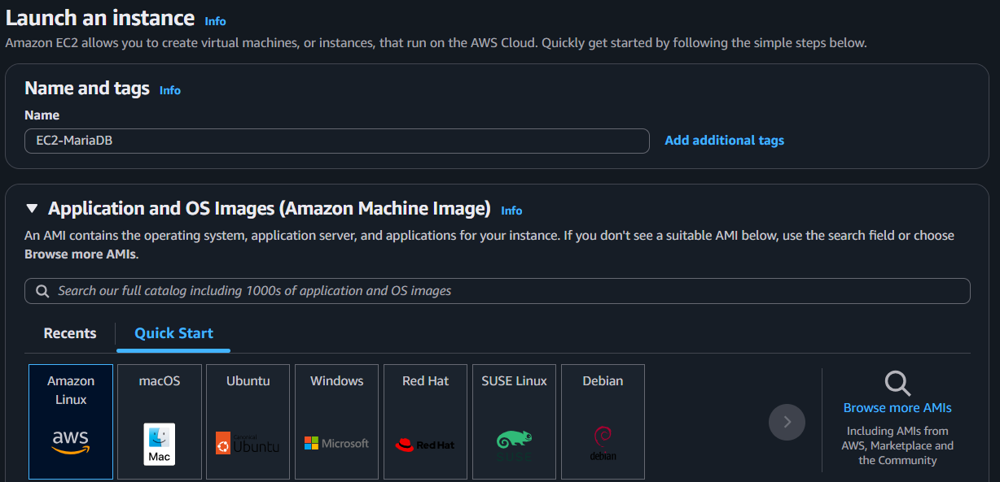 Launch an instance Info
Amazon EC2 allows you to create virtual machines, or instances, that run on the AWS Cloud. Quickly get started by following the simple steps below.
Name and tags Info
Name
EC2-MariaDB
Add additional tags
Application and OS Images (Amazon Machine Image) Info
An AMI contains the operating system, application server, and applications for your instance. If you don't see a suitable AMI below, use the search field or choose
Browse more AMIs.
Search our full catalog including 1000s of application and OS images
Recents
Quick Start
Amazon
Linux
aws
macOS
Mac
Ubuntu
Canonical
Ubuntu
Windows
Microsoft
Red Hat
Red Hat
SUSE Linux
Debian
debian
Browse more AMIs
Including AMIs from
AWS, Marketplace and
the Community